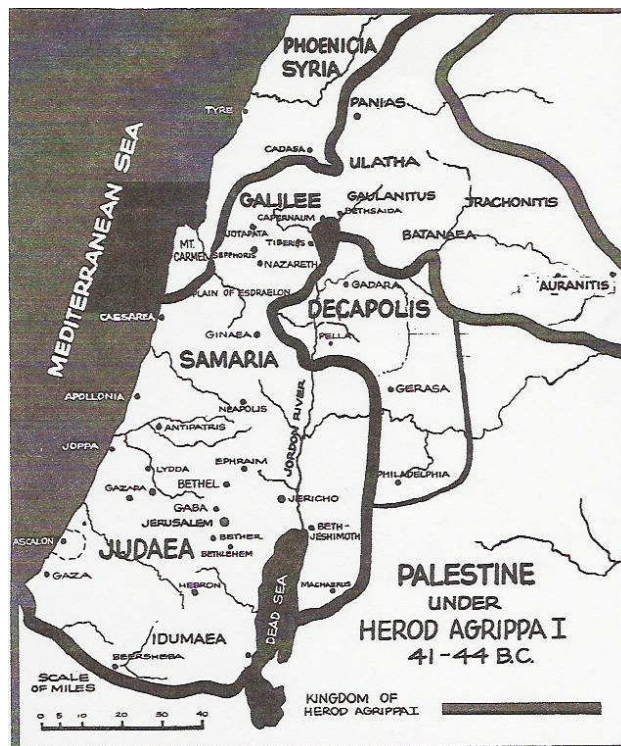 PHOENICIA
SYRIA
TYRE
PANIAS
CADASA
ULATHA
MEDITERRANEAN SEA
GALILEE
GAULANITUS
TRACHONITIS
CAPERNAUM
BETHSAIDA
JOTAPATA
MT.
CARMEL
TIBERIS
BATANAEA
SEPPHORIS
NAZARETH
PLAIN OF ESDRAELON
GADARA
AURANITIS
CAESAREA
DECAPOLIS
GINAEA
PELLA
SAMARIA
APOLLONIA
NEAPOLIS
GERASA
ANTIPATRIS
JORDON RIVER
JOPPA
LYDDA
EPHRAIM
PHILADELPHIA
GAZARA
BETHEL
JERICHO
GABA
JERUSALEM
BETH-
JESHIMOTH
ASCALON
JUDAEA
BETHER
BETHLEHEM
GAZA
HEBRON
MACHAERUS
DEAD SEA
IDUMAEA
BEERSHEBA
PALESTINE
UNDER
HEROD AGRIPPA I
41-44 B.C.
SCALE
OF MILES
0 5 10 20 30 40
KINGDOM OF
HEROD AGRIPPA I